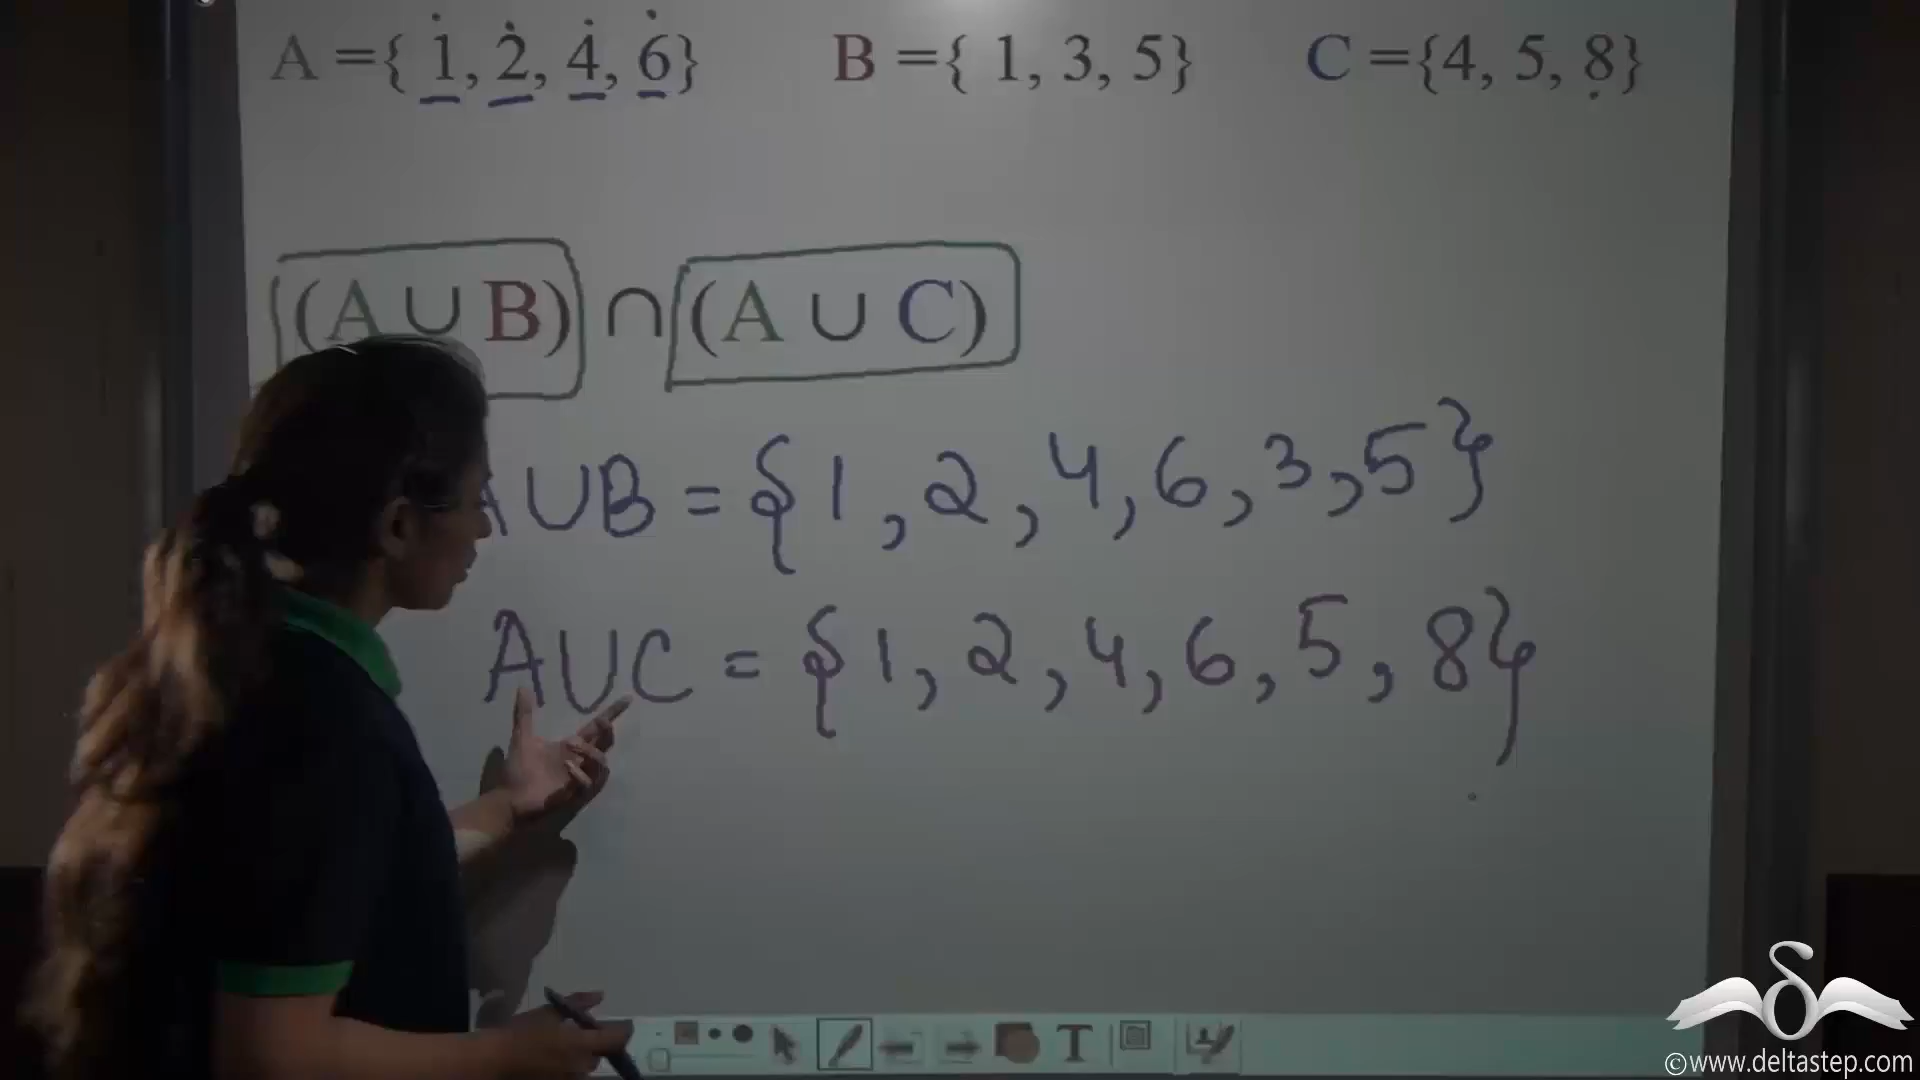 A ={ 1, 2, 4, 6} B ={ 1, 3, 5} C ={4, 5, 8}
(A ∪ B) ∩ (A ∪ C)
A∪B = {1, 2, 4, 6, 3, 5}
A∪C = {1, 2, 4, 6, 5, 8}
T
©www.deltastep.com